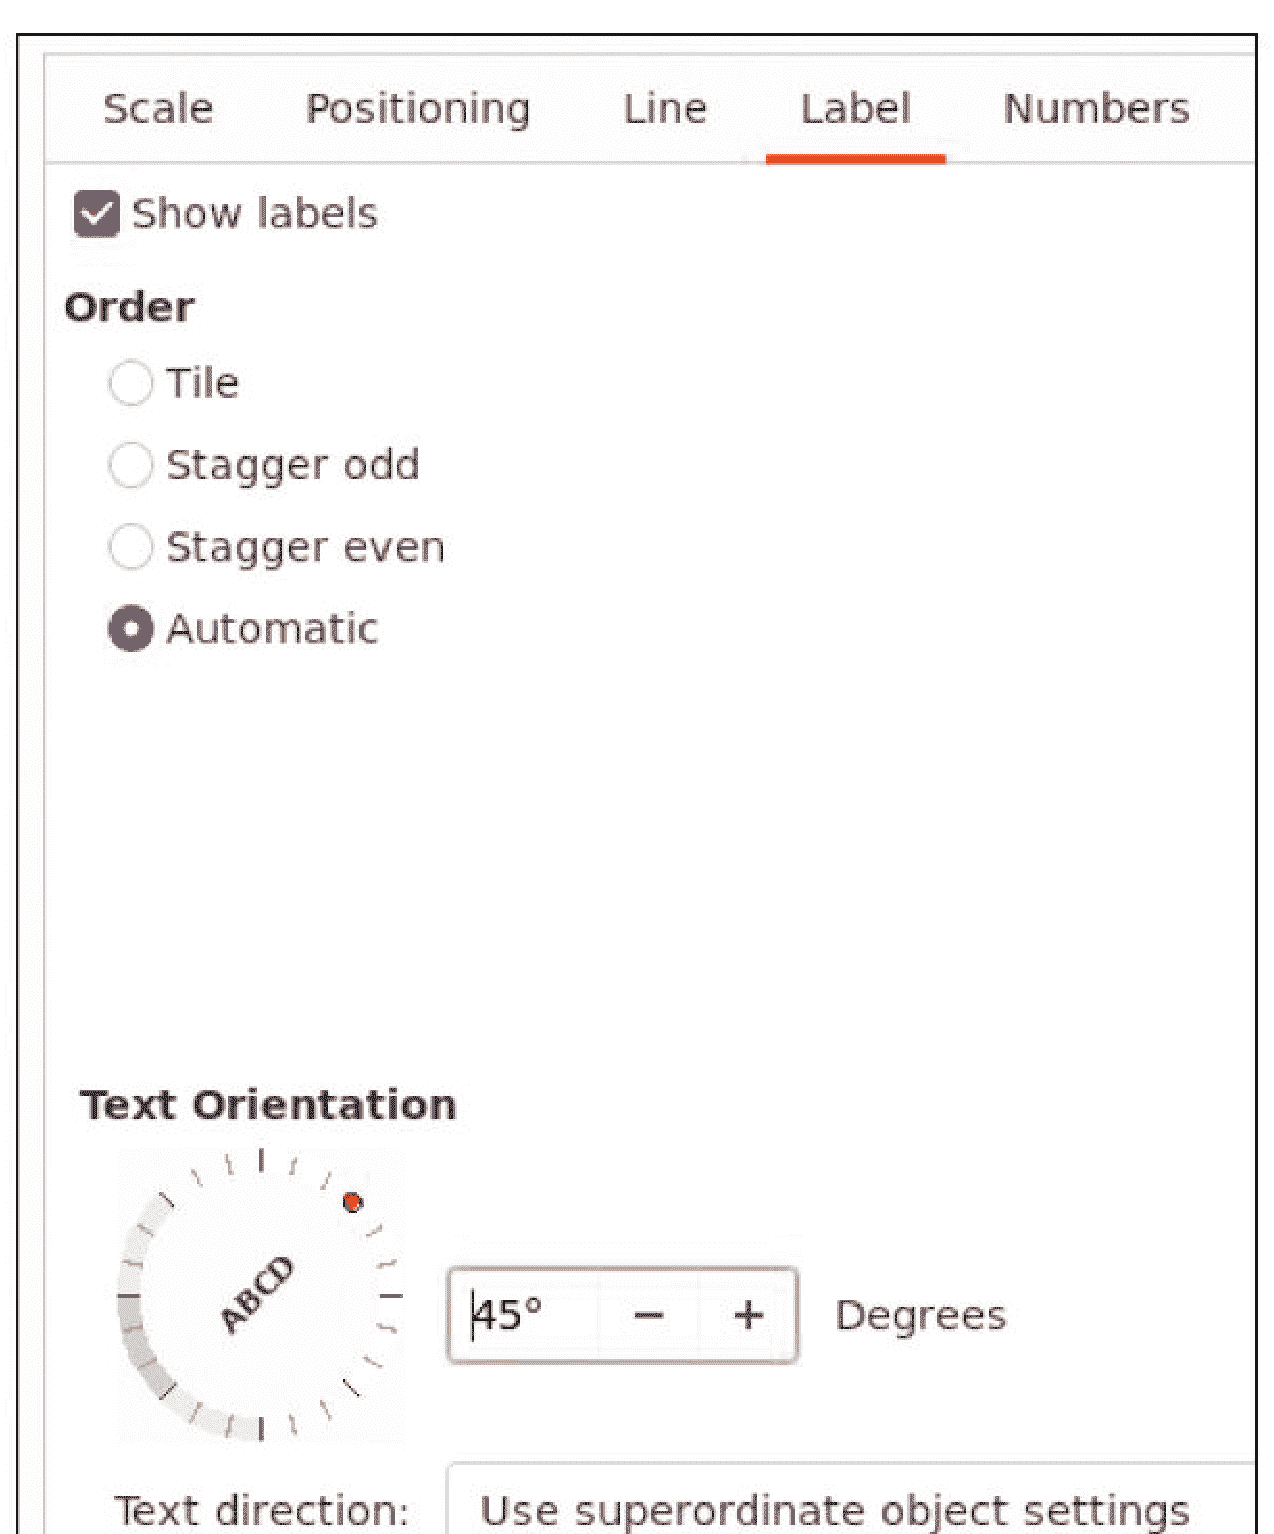 Scale Positioning Line Label Numbers
Show labels
Order
Tile
Stagger odd
Stagger even
Automatic
Text Orientation
ABCD
45° − + Degrees
Text direction: Use superordinate object settings